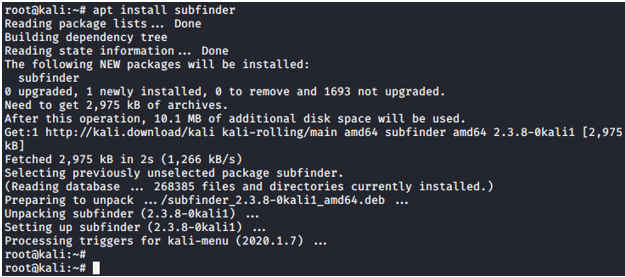 root@kali:~# apt install subfinder
Reading package lists... Done
Building dependency tree
Reading state information... Done
The following NEW packages will be installed:
  subfinder
0 upgraded, 1 newly installed, 0 to remove and 1693 not upgraded.
Need to get 2,975 kB of archives.
After this operation, 10.1 MB of additional disk space will be used.
Get:1 http://kali.download/kali kali-rolling/main amd64 subfinder amd64 2.3.8-0kali1 [2,975
kB]
Fetched 2,975 kB in 2s (1,266 kB/s)
Selecting previously unselected package subfinder.
(Reading database ... 268385 files and directories currently installed.)
Preparing to unpack .../subfinder_2.3.8-0kali1_amd64.deb ...
Unpacking subfinder (2.3.8-0kali1) ...
Setting up subfinder (2.3.8-0kali1) ...
Processing triggers for kali-menu (2020.1.7) ...
root@kali:~#
root@kali:~#